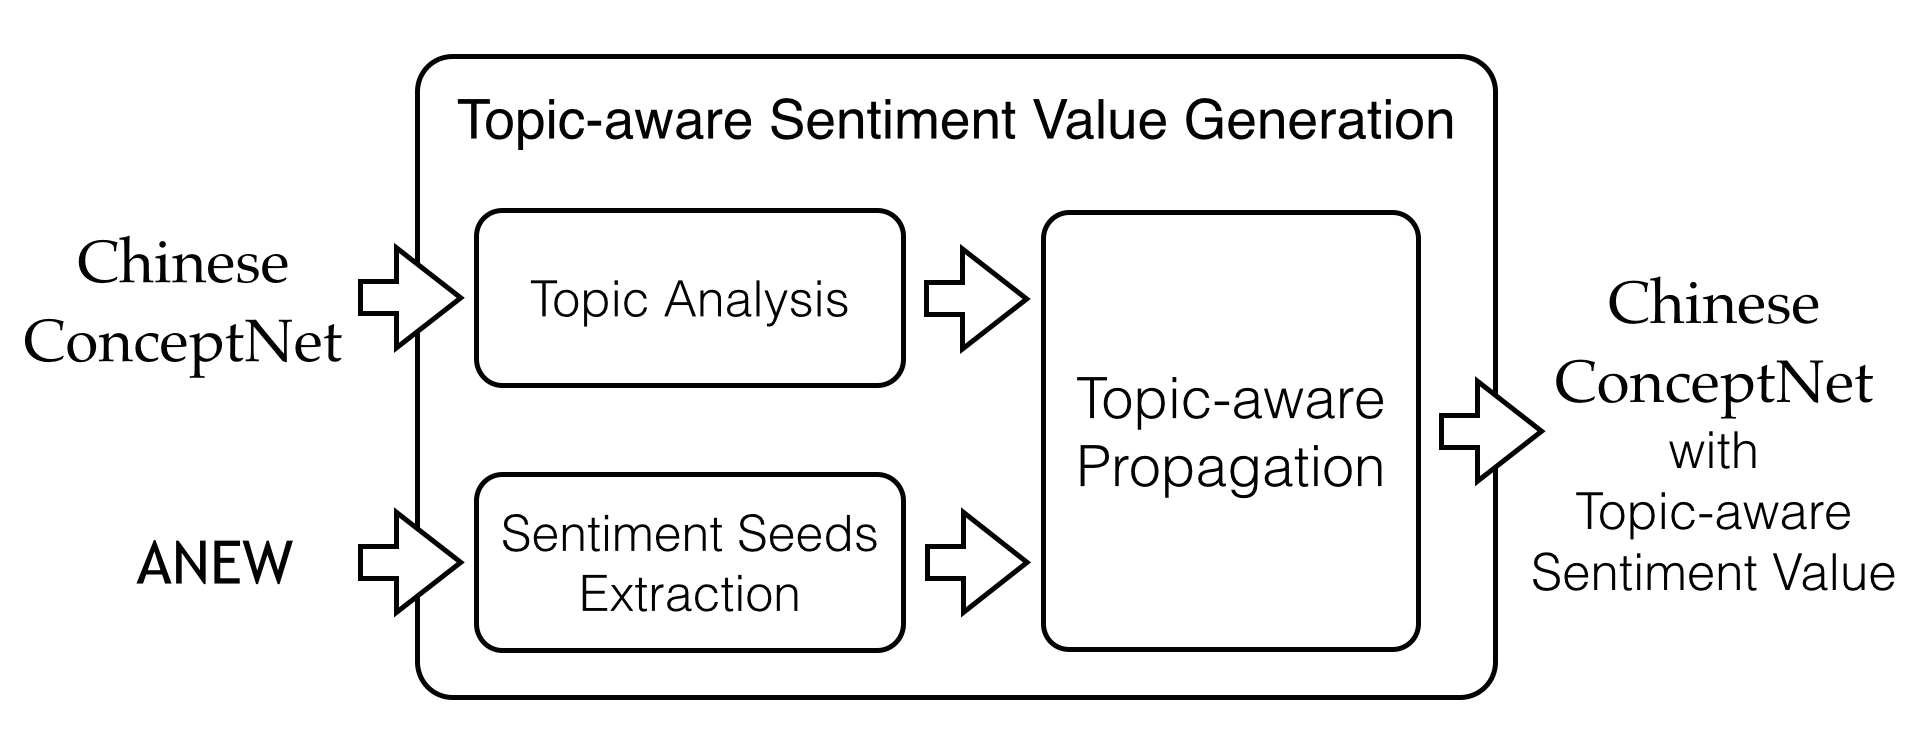 Topic-aware Sentiment Value Generation
Chinese
ConceptNet
Topic Analysis
ANEW
Sentiment Seeds
Extraction
Topic-aware
Propagation
Chinese
ConceptNet
with
Topic-aware
Sentiment Value